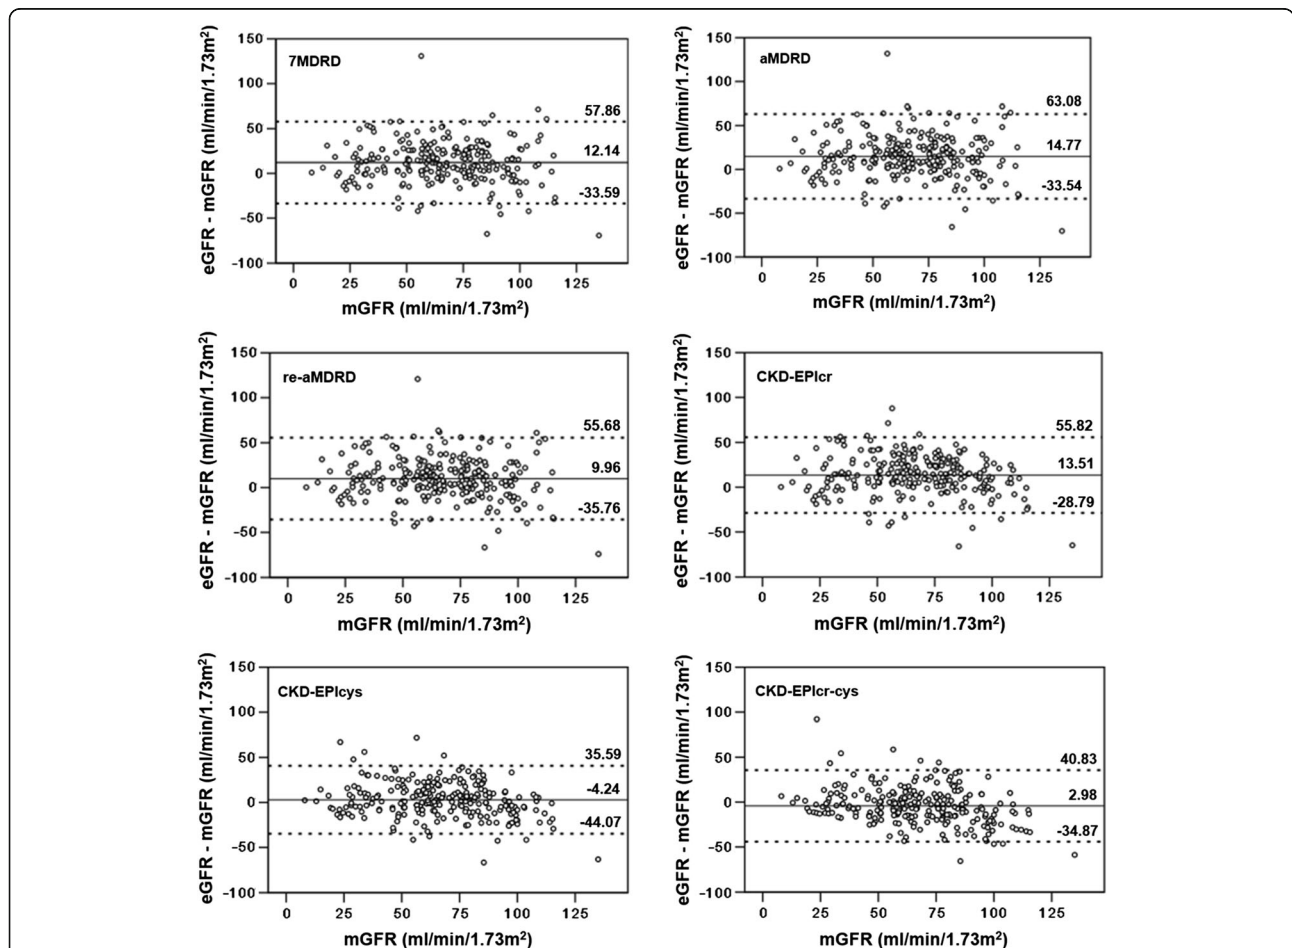 7MDRD
eGFR - mGFR (ml/min/1.73m²)
150
100
50
0
-50
-100
57.86
12.14
-33.59
0 25 50 75 100 125
mGFR (ml/min/1.73m²)
aMDRD
eGFR - mGFR (ml/min/1.73m²)
150
100
50
0
-50
-100
63.08
14.77
-33.54
0 25 50 75 100 125
mGFR (ml/min/1.73m²)
re-aMDRD
eGFR - mGFR (ml/min/1.73m²)
150
100
50
0
-50
-100
55.68
9.96
-35.76
0 25 50 75 100 125
mGFR (ml/min/1.73m²)
CKD-EPIcr
eGFR - mGFR (ml/min/1.73m²)
150
100
50
0
-50
-100
55.82
13.51
-28.79
0 25 50 75 100 125
mGFR (ml/min/1.73m²)
CKD-EPIcys
eGFR - mGFR (ml/min/1.73m²)
150
100
50
0
-50
-100
35.59
-4.24
-44.07
0 25 50 75 100 125
mGFR (ml/min/1.73m²)
CKD-EPIcr-cys
eGFR - mGFR (ml/min/1.73m²)
150
100
50
0
-50
-100
40.83
2.98
-34.87
0 25 50 75 100 125
mGFR (ml/min/1.73m²)